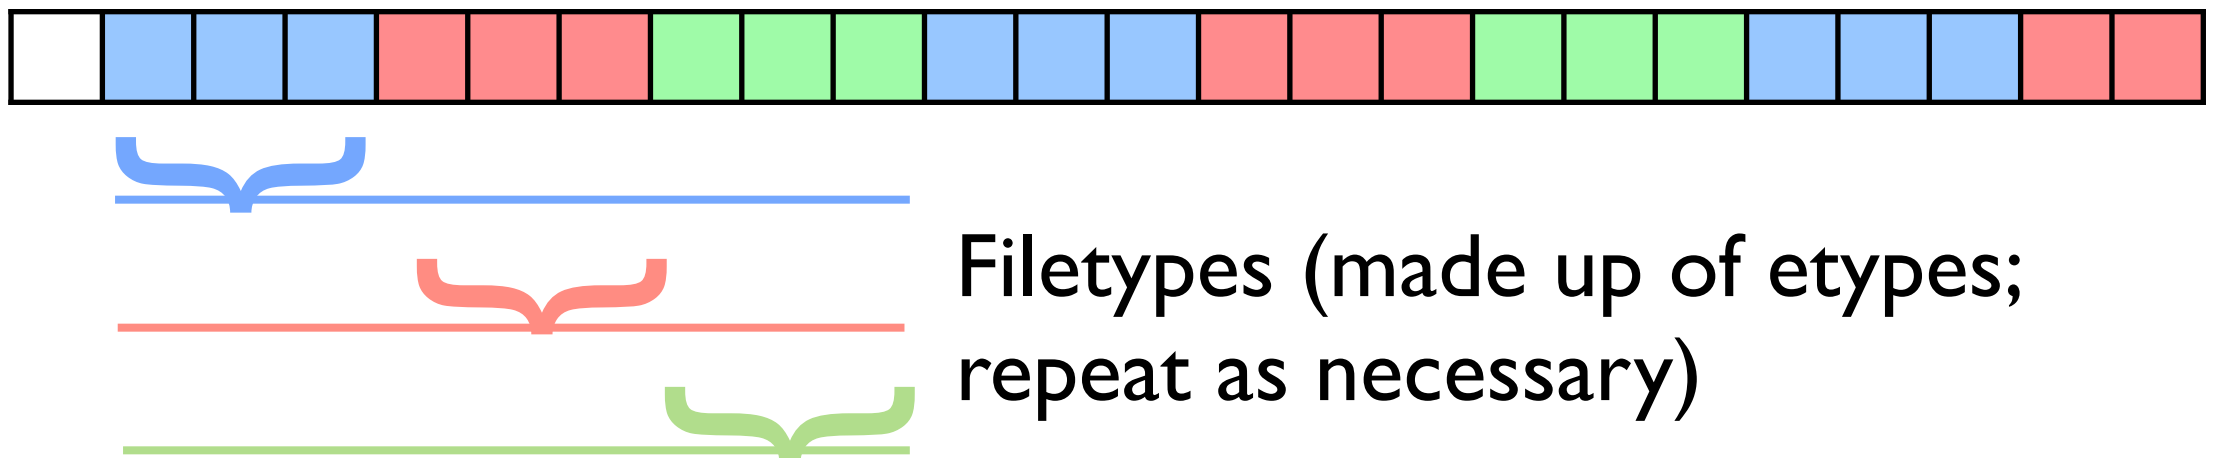 Filetypes (made up of etypes;
repeat as necessary)